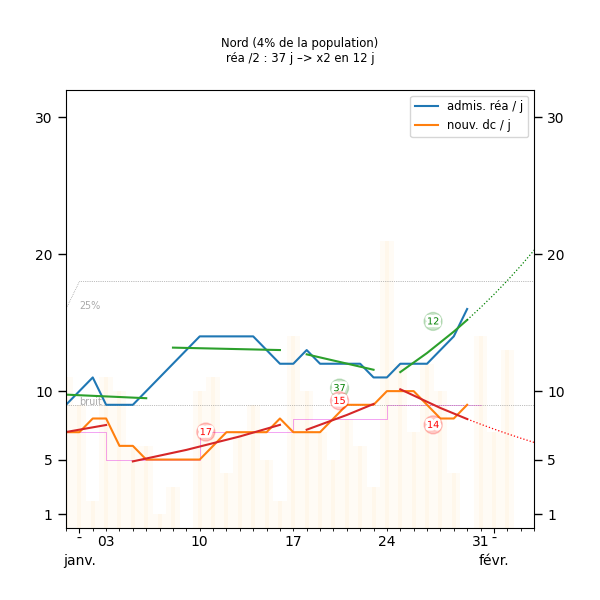 Nord (4% de la population)
réa /2 : 37 j –> x2 en 12 j
admis. réa / j
nouv. dc / j
30
30
20
20
25%
12
37
15
10
10
bruit
17
14
5
5
1
1
- 03 10 17 24 31 -
janv. févr.